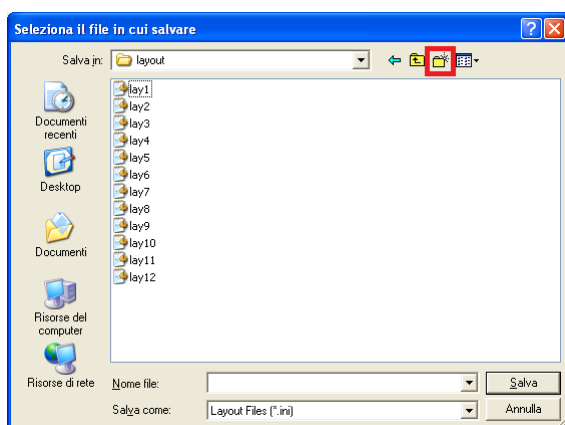 Seleziona il file in cui salvare
Salva in:
layout
Documenti
recenti
Desktop
Documenti
Risorse del
computer
Risorse di rete
lay1
lay2
lay3
lay4
lay5
lay6
lay7
lay8
lay9
lay10
lay11
lay12
Nome file:
Salva
Salva come:
Layout Files (*.ini)
Annulla